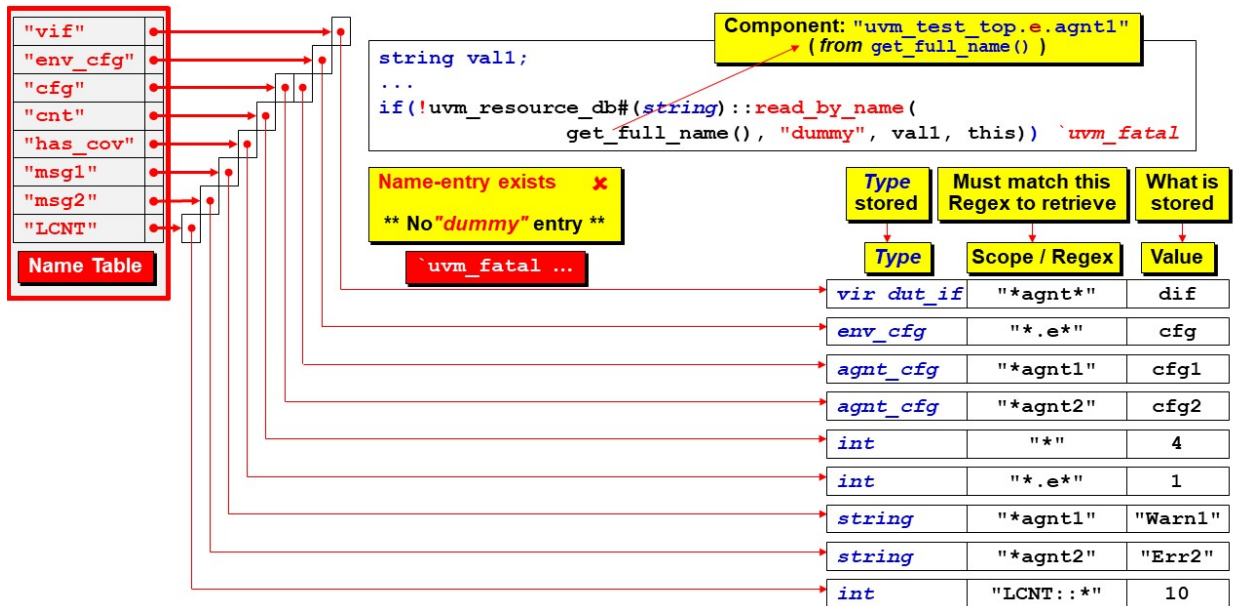 "vif"
"env_cfg"
"cfg"
"cnt"
"has_cov"
"msg1"
"msg2"
"LCNT"
Name Table
Component: "uvm_test_top.e.agnt1"
( from get_full_name() )
string val1;
...
if(!uvm_resource_db#(string)::read_by_name(
get_full_name(), "dummy", val1, this)) `uvm_fatal
Name-entry exists ✘
** No "dummy" entry **
`uvm_fatal ...
Type stored
Must match this Regex to retrieve
What is stored
Type Scope / Regex Value
vir dut_if "*agnt*" dif
env_cfg "*.e*" cfg
agnt_cfg "*agnt1" cfg1
agnt_cfg "*agnt2" cfg2
int "*" 4
int "*.e*" 1
string "*agnt1" "Warn1"
string "*agnt2" "Err2"
int "LCNT::*" 10